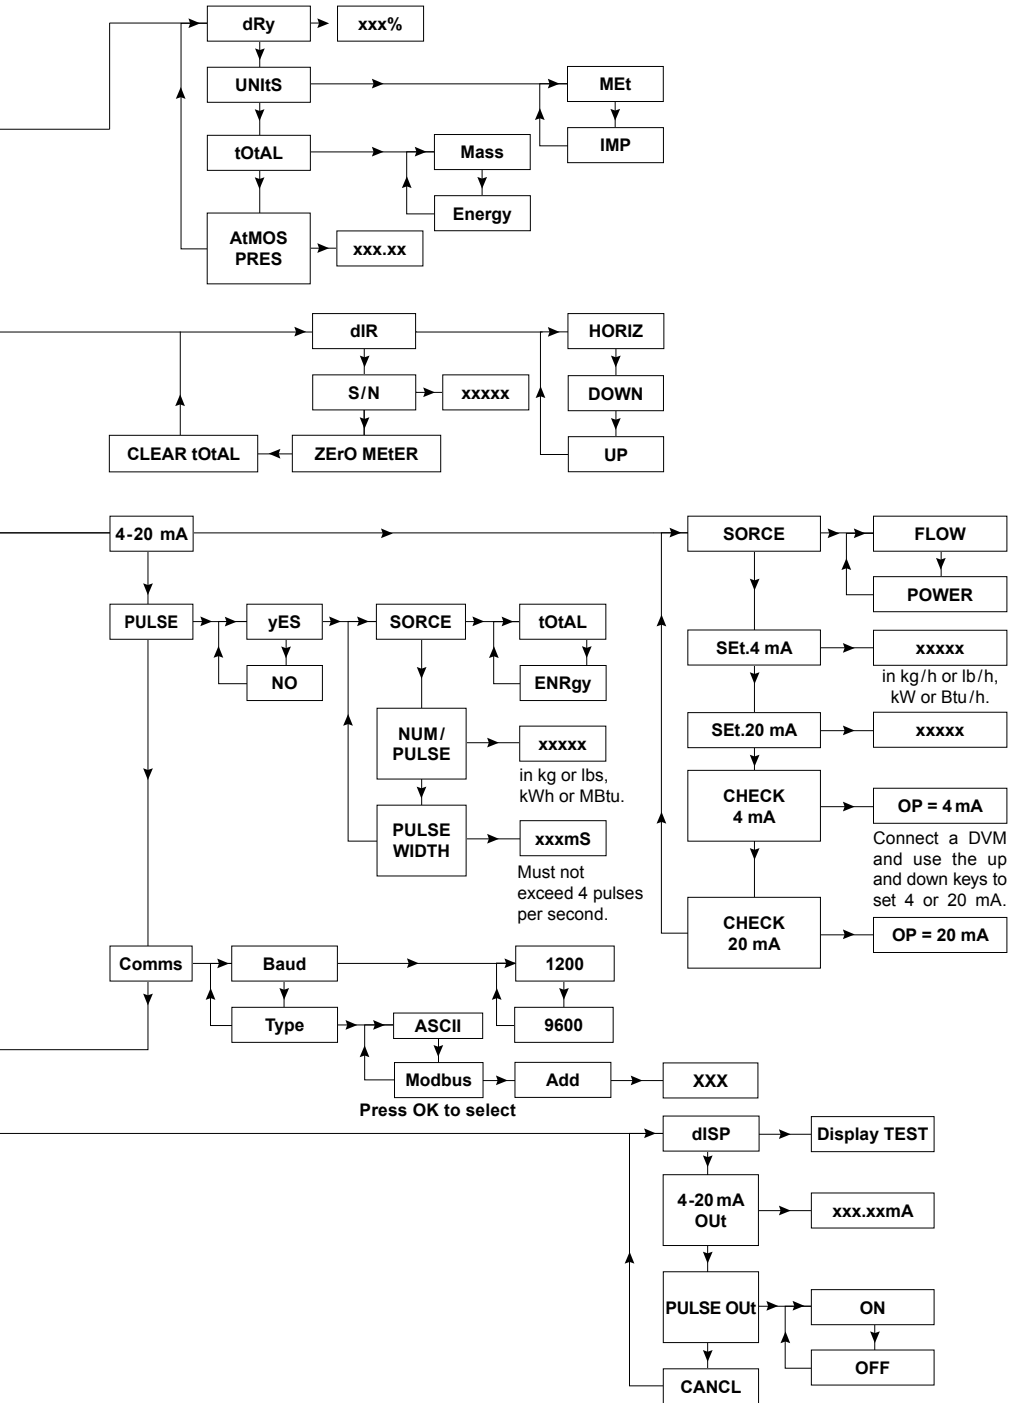 dRy
xxx%
UNItS
MEt
IMP
tOtAL
Mass
Energy
AtMOS
PRES
xxx.xx
dIR
HORIZ
S/N
xxxxx
DOWN
CLEAR tOtAL
ZErO MEtER
UP
4-20 mA
SORCE
FLOW
POWER
PULSE
yES
SORCE
tOtAL
NO
ENRgy
SEt.4 mA
xxxxx
in kg/h or lb/h,
kW or Btu/h.
NUM/
PULSE
xxxxx
in kg or lbs,
kWh or MBtu.
SEt.20 mA
xxxxx
PULSE
WIDTH
xxxmS
Must not
exceed 4 pulses
per second.
CHECK
4 mA
OP = 4 mA
Connect a DVM
and use the up
and down keys to
set 4 or 20 mA.
CHECK
20 mA
OP = 20 mA
Comms
Baud
1200
Type
ASCII
9600
Modbus
Add
XXX
Press OK to select
dISP
Display TEST
4-20 mA
OUt
xxx.xxmA
PULSE OUt
ON
OFF
CANCL